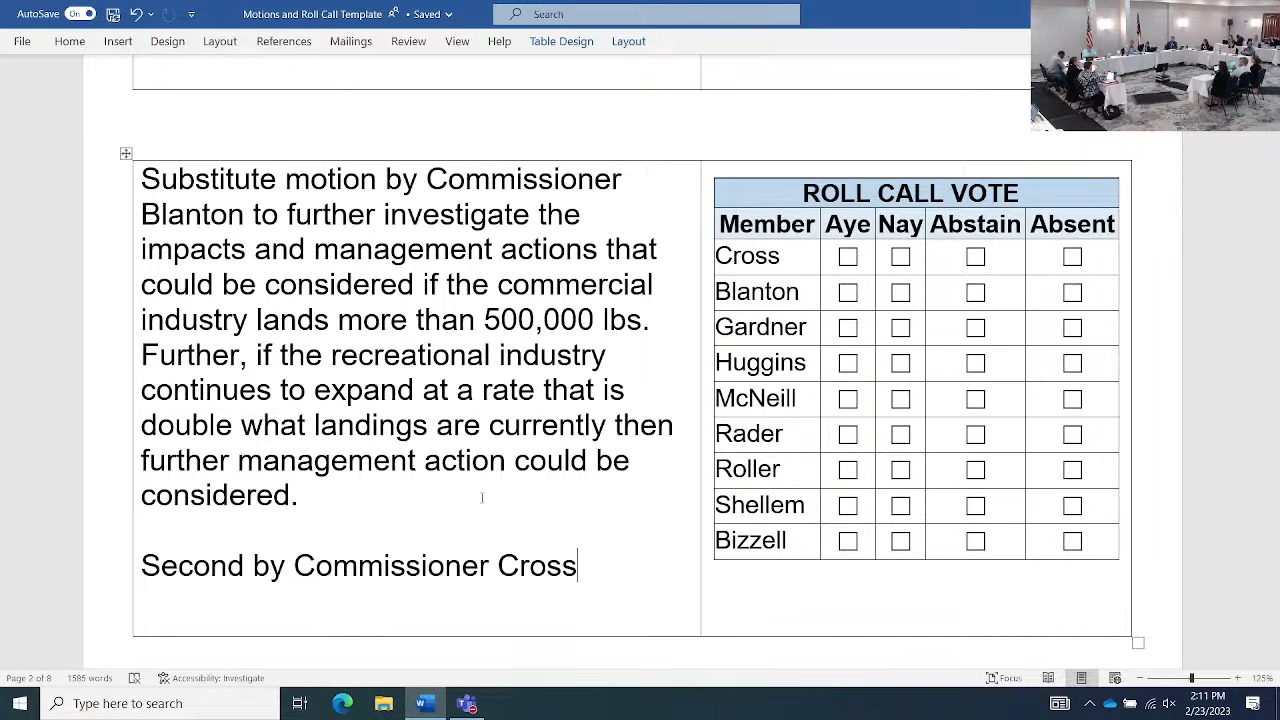 AutoSave On Motions and Roll Call Template • Saved Search
File Home Insert Design Layout References Mailings Review View Help Table Design Layout
Substitute motion by Commissioner
Blanton to further investigate the
impacts and management actions that
could be considered if the commercial
industry lands more than 500,000 lbs.
Further, if the recreational industry
continues to expand at a rate that is
double what landings are currently then
further management action could be
considered.
Second by Commissioner Cross
ROLL CALL VOTE
Member Aye Nay Abstain Absent
Cross
Blanton
Gardner
Huggins
McNeill
Rader
Roller
Shellem
Bizzell
Page 2 of 8 1585 words Accessibility: Investigate Focus 125%
Type here to search
2:11 PM
2/23/2023